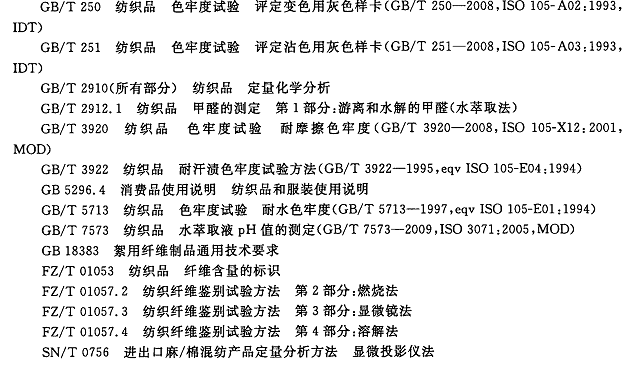 GB/T 250 纺织品 色牢度试验 评定变色用灰色样卡(GB/T 250—2008,ISO 105-A02:1993,
IDT)
GB/T 251 纺织品 色牢度试验 评定沾色用灰色样卡(GB/T 251—2008,ISO 105-A03:1993,
IDT)
GB/T 2910(所有部分) 纺织品 定量化学分析
GB/T 2912.1 纺织品 甲醛的测定 第1部分:游离和水解的甲醛(水萃取法)
GB/T 3920 纺织品 色牢度试验 耐摩擦色牢度(GB/T 3920—2008,ISO 105-X12:2001,
MOD)
GB/T 3922 纺织品 耐汗渍色牢度试验方法(GB/T 3922—1995,eqv ISO 105-E04:1994)
GB 5296.4 消费品使用说明 纺织品和服装使用说明
GB/T 5713 纺织品 色牢度试验 耐水色牢度(GB/T 5713—1997,eqv ISO 105-E01:1994)
GB/T 7573 纺织品 水萃取液pH值的测定(GB/T 7573—2009,ISO 3071:2005,MOD)
GB 18383 絮用纤维制品通用技术要求
FZ/T 01053 纺织品 纤维含量的标识
FZ/T 01057.2 纺织纤维鉴别试验方法 第2部分:燃烧法
FZ/T 01057.3 纺织纤维鉴别试验方法 第3部分:显微镜法
FZ/T 01057.4 纺织纤维鉴别试验方法 第4部分:溶解法
SN/T 0756 进出口麻/棉混纺产品定量分析方法 显微投影仪法